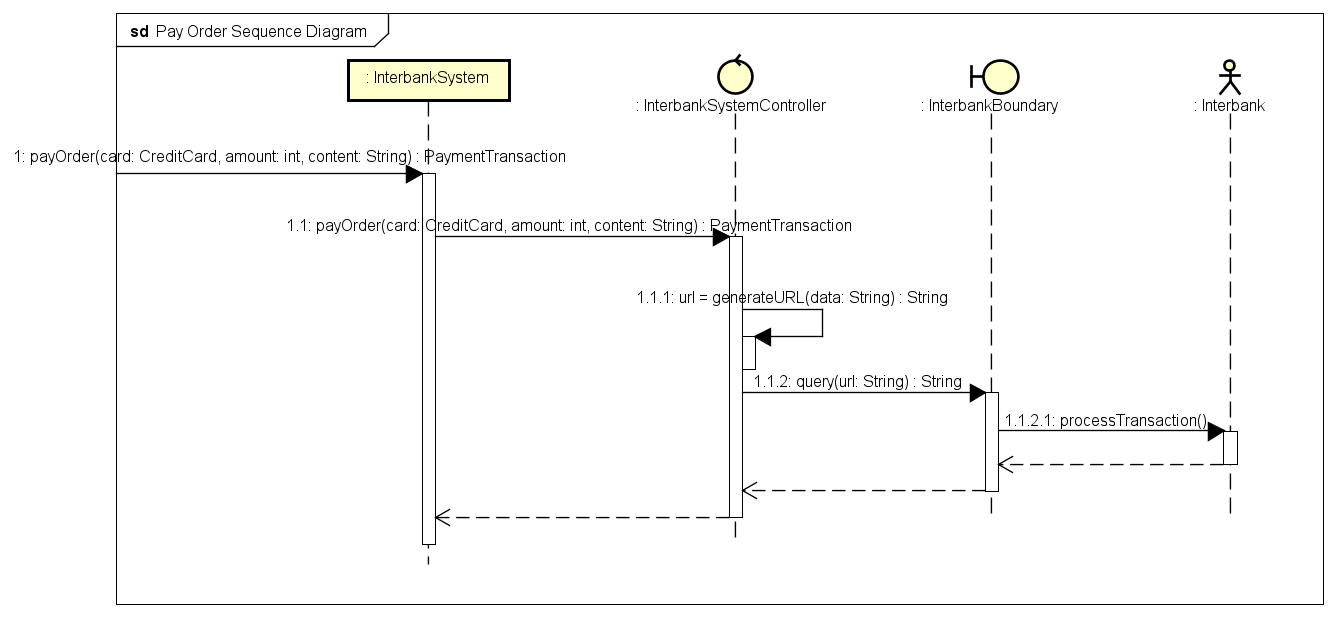 sd Pay Order Sequence Diagram
: InterbankSystem
: InterbankSystemController
: InterbankBoundary
: Interbank
1: payOrder(card: CreditCard, amount: int, content: String) : PaymentTransaction
1.1: payOrder(card: CreditCard, amount: int, content: String) : PaymentTransaction
1.1.1: url = generateURL(data: String) : String
1.1.2: query(url: String) : String
1.1.2.1: processTransaction()